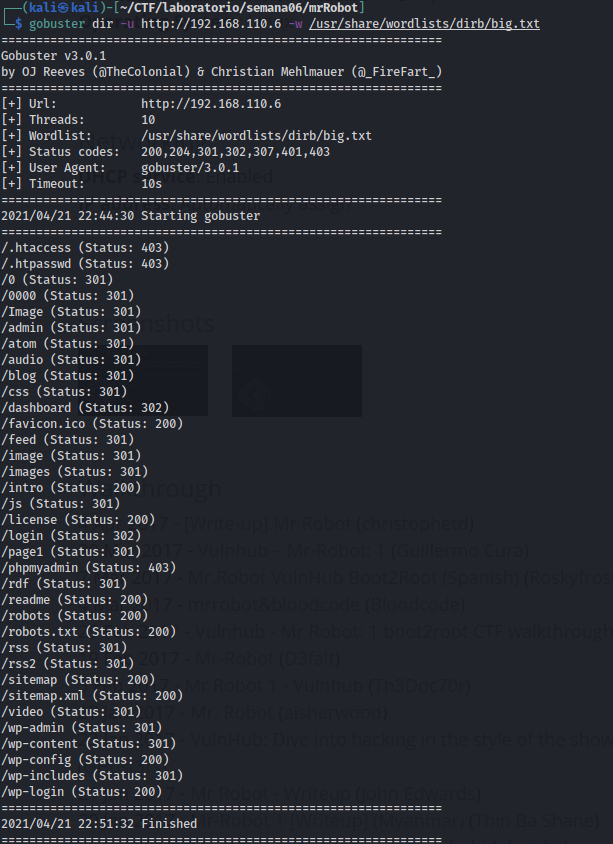 (kali㉿kali)-[~/CTF/laboratorio/semana06/mrRobot]
$ gobuster dir -u http://192.168.110.6 -w /usr/share/wordlists/dirb/big.txt
===============================================================
Gobuster v3.0.1
by OJ Reeves (@TheColonial) & Christian Mehlmauer (@_FireFart_)
===============================================================
[+] Url:            http://192.168.110.6
[+] Threads:        10
[+] Wordlist:       /usr/share/wordlists/dirb/big.txt
[+] Status codes:   200,204,301,302,307,401,403
[+] User Agent:     gobuster/3.0.1
[+] Timeout:        10s
===============================================================
2021/04/21 22:44:30 Starting gobuster
===============================================================
/.htaccess (Status: 403)
/.htpasswd (Status: 403)
/0 (Status: 301)
/0000 (Status: 301)
/Image (Status: 301)
/admin (Status: 301)
/atom (Status: 301)
/audio (Status: 301)
/blog (Status: 301)
/css (Status: 301)
/dashboard (Status: 302)
/favicon.ico (Status: 200)
/feed (Status: 301)
/image (Status: 301)
/images (Status: 301)
/intro (Status: 200)
/js (Status: 301)
/license (Status: 200)
/login (Status: 302)
/page1 (Status: 301)
/phpmyadmin (Status: 403)
/rdf (Status: 301)
/readme (Status: 200)
/robots (Status: 200)
/robots.txt (Status: 200)
/rss (Status: 301)
/rss2 (Status: 301)
/sitemap (Status: 200)
/sitemap.xml (Status: 200)
/video (Status: 301)
/wp-admin (Status: 301)
/wp-content (Status: 301)
/wp-config (Status: 200)
/wp-includes (Status: 301)
/wp-login (Status: 200)
===============================================================
2021/04/21 22:51:32 Finished
===============================================================